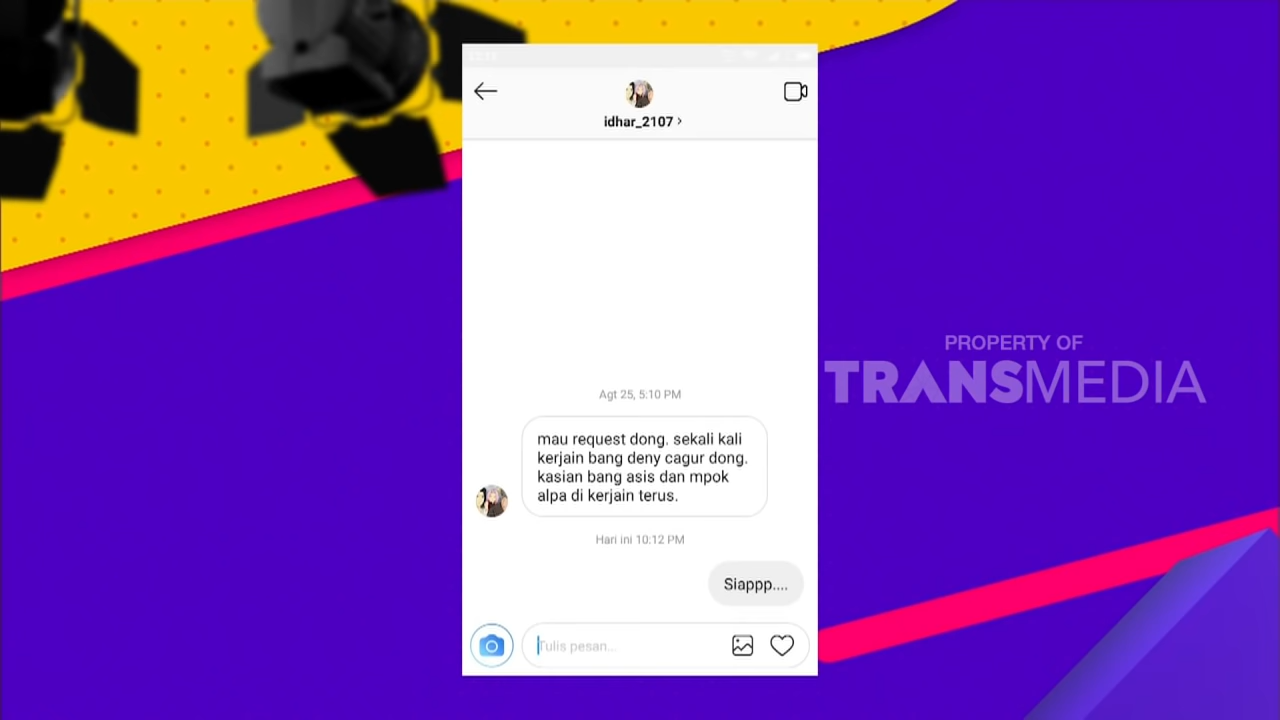 idhar_2107 ›
PROPERTY OF
TRANSMEDIA
Agt 25, 5:10 PM
mau request dong. sekali kali
kerjain bang deny cagur dong.
kasian bang asis dan mpok
alpa di kerjain terus.
Hari ini 10:12 PM
Siappp....
Tulis pesan...